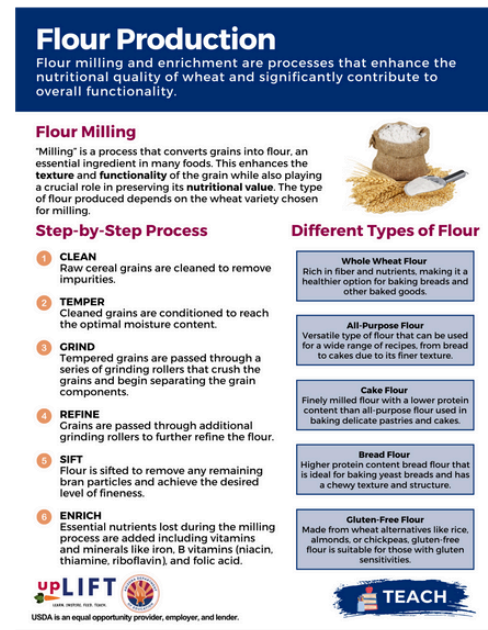 Flour Production
Flour milling and enrichment are processes that enhance the
nutritional quality of wheat and significantly contribute to
overall functionality.
Flour Milling
"Milling" is a process that converts grains into flour, an
essential ingredient in many foods. This enhances the
texture and functionality of the grain while also playing
a crucial role in preserving its nutritional value. The type
of flour produced depends on the wheat variety chosen
for milling.
Step-by-Step Process
1 CLEAN
Raw cereal grains are cleaned to remove
impurities.
2 TEMPER
Cleaned grains are conditioned to reach
the optimal moisture content.
3 GRIND
Tempered grains are passed through a
series of grinding rollers that crush the
grains and begin separating the grain
components.
4 REFINE
Grains are passed through additional
grinding rollers to further refine the flour.
5 SIFT
Flour is sifted to remove any remaining
bran particles and achieve the desired
level of fineness.
6 ENRICH
Essential nutrients lost during the milling
process are added including vitamins
and minerals like iron, B vitamins (niacin,
thiamine, riboflavin), and folic acid.
Different Types of Flour
Whole Wheat Flour
Rich in fiber and nutrients, making it a
healthier option for baking breads and
other baked goods.
All-Purpose Flour
Versatile type of flour that can be used
for a wide range of recipes, from bread
to cakes due to its finer texture.
Cake Flour
Finely milled flour with a lower protein
content than all-purpose flour used in
baking delicate pastries and cakes.
Bread Flour
Higher protein content bread flour that
is ideal for baking yeast breads and has
a chewy texture and structure.
Gluten-Free Flour
Made from wheat alternatives like rice,
almonds, or chickpeas, gluten-free
flour is suitable for those with gluten
sensitivities.
upLIFT
LEARN. INSPIRE. FEED. TEACH.
TEACH
USDA is an equal opportunity provider, employer, and lender.